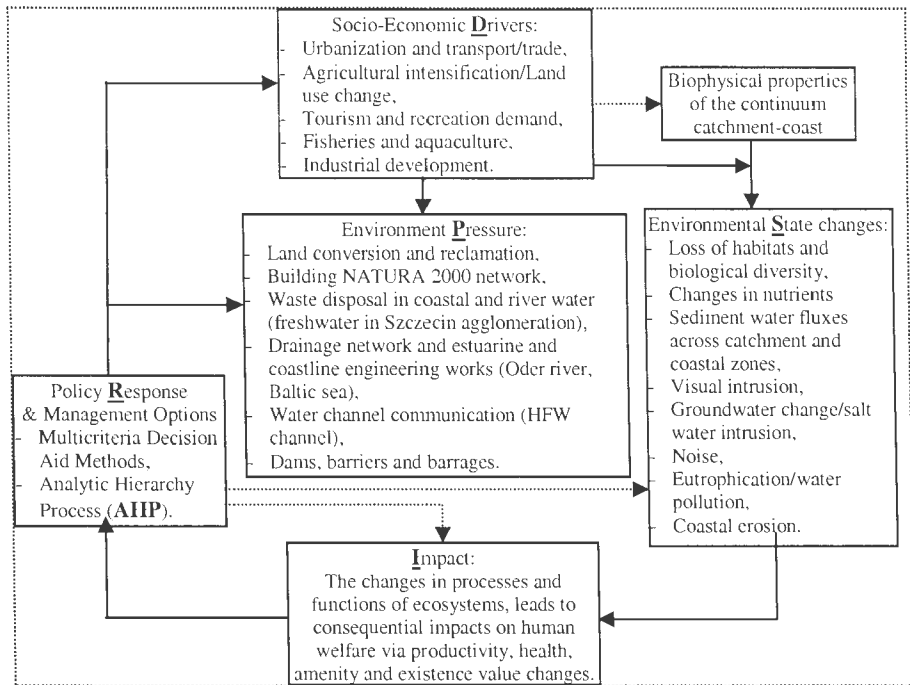 Socio-Economic Drivers:
- Urbanization and transport/trade,
- Agricultural intensification/Land
use change,
- Tourism and recreation demand,
- Fisheries and aquaculture,
- Industrial development.
Biophysical properties
of the continuum
catchment-coast
Environment Pressure:
- Land conversion and reclamation,
- Building NATURA 2000 network,
- Waste disposal in coastal and river water
(freshwater in Szczecin agglomeration),
- Drainage network and estuarine and
coastline engineering works (Oder river,
Baltic sea),
- Water channel communication (HFW
channel),
- Dams, barriers and barrages.
Environmental State changes:
- Loss of habitats and
biological diversity,
- Changes in nutrients
- Sediment water fluxes
across catchment and
coastal zones,
- Visual intrusion,
- Groundwater change/salt
water intrusion,
- Noise,
- Eutrophication/water
pollution,
- Coastal erosion.
Policy Response
& Management Options
- Multicriteria Decision
Aid Methods,
- Analytic Hierarchy
Process (AHP).
Impact:
The changes in processes and
functions of ecosystems, leads to
consequential impacts on human
welfare via productivity, health,
amenity and existence value changes.